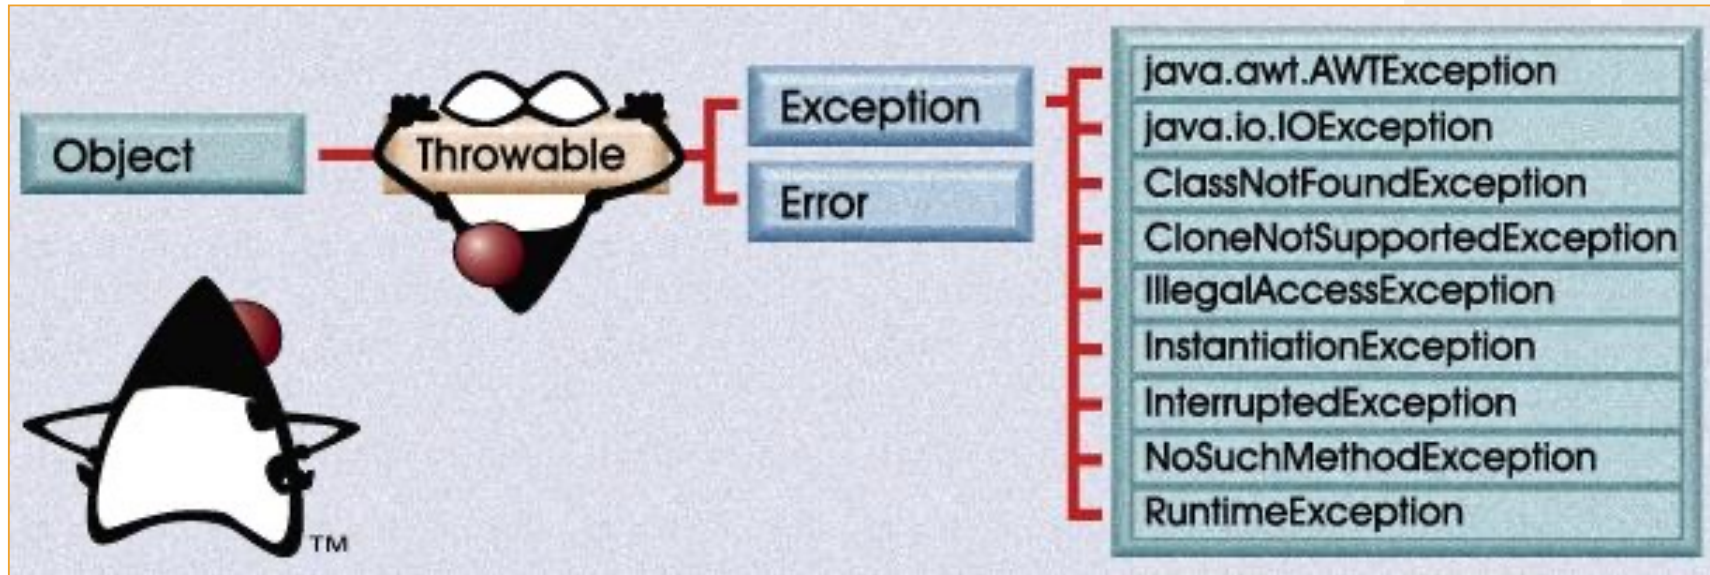 Object
Throwable
Exception
Error
java.awt.AWTException
java.io.IOException
ClassNotFoundException
CloneNotSupportedException
IllegalAccessException
InstantiationException
InterruptedException
NoSuchMethodException
RuntimeException
TM